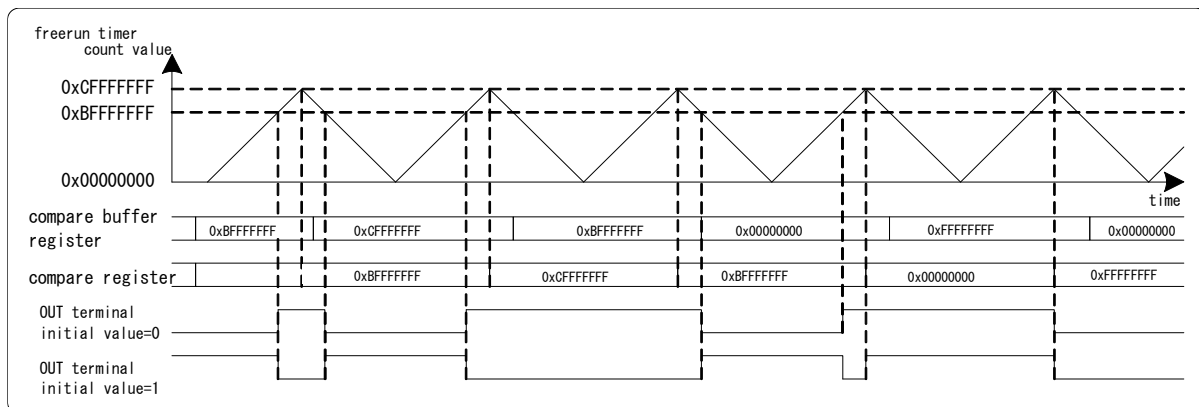 freerun timer
count value
0xCFFFFFFF
0xBFFFFFFF
0x00000000
time
compare buffer
register
0xBFFFFFFF 0xCFFFFFFF 0xBFFFFFFF 0x00000000 0xFFFFFFFF 0x00000000
compare register 0xBFFFFFFF 0xCFFFFFFF 0xBFFFFFFF 0x00000000 0xFFFFFFFF
OUT terminal
initial value=0
OUT terminal
initial value=1